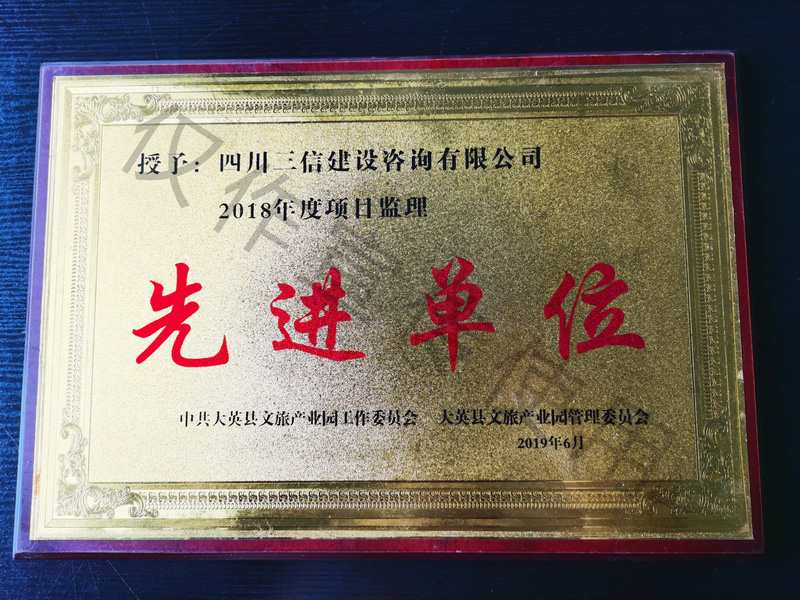 授予：四川三信建设咨询有限公司
2018年度项目监理
先进单位
中共大英县文旅产业园工作委员会 大英县文旅产业园管理委员会
2019年6月
仅作